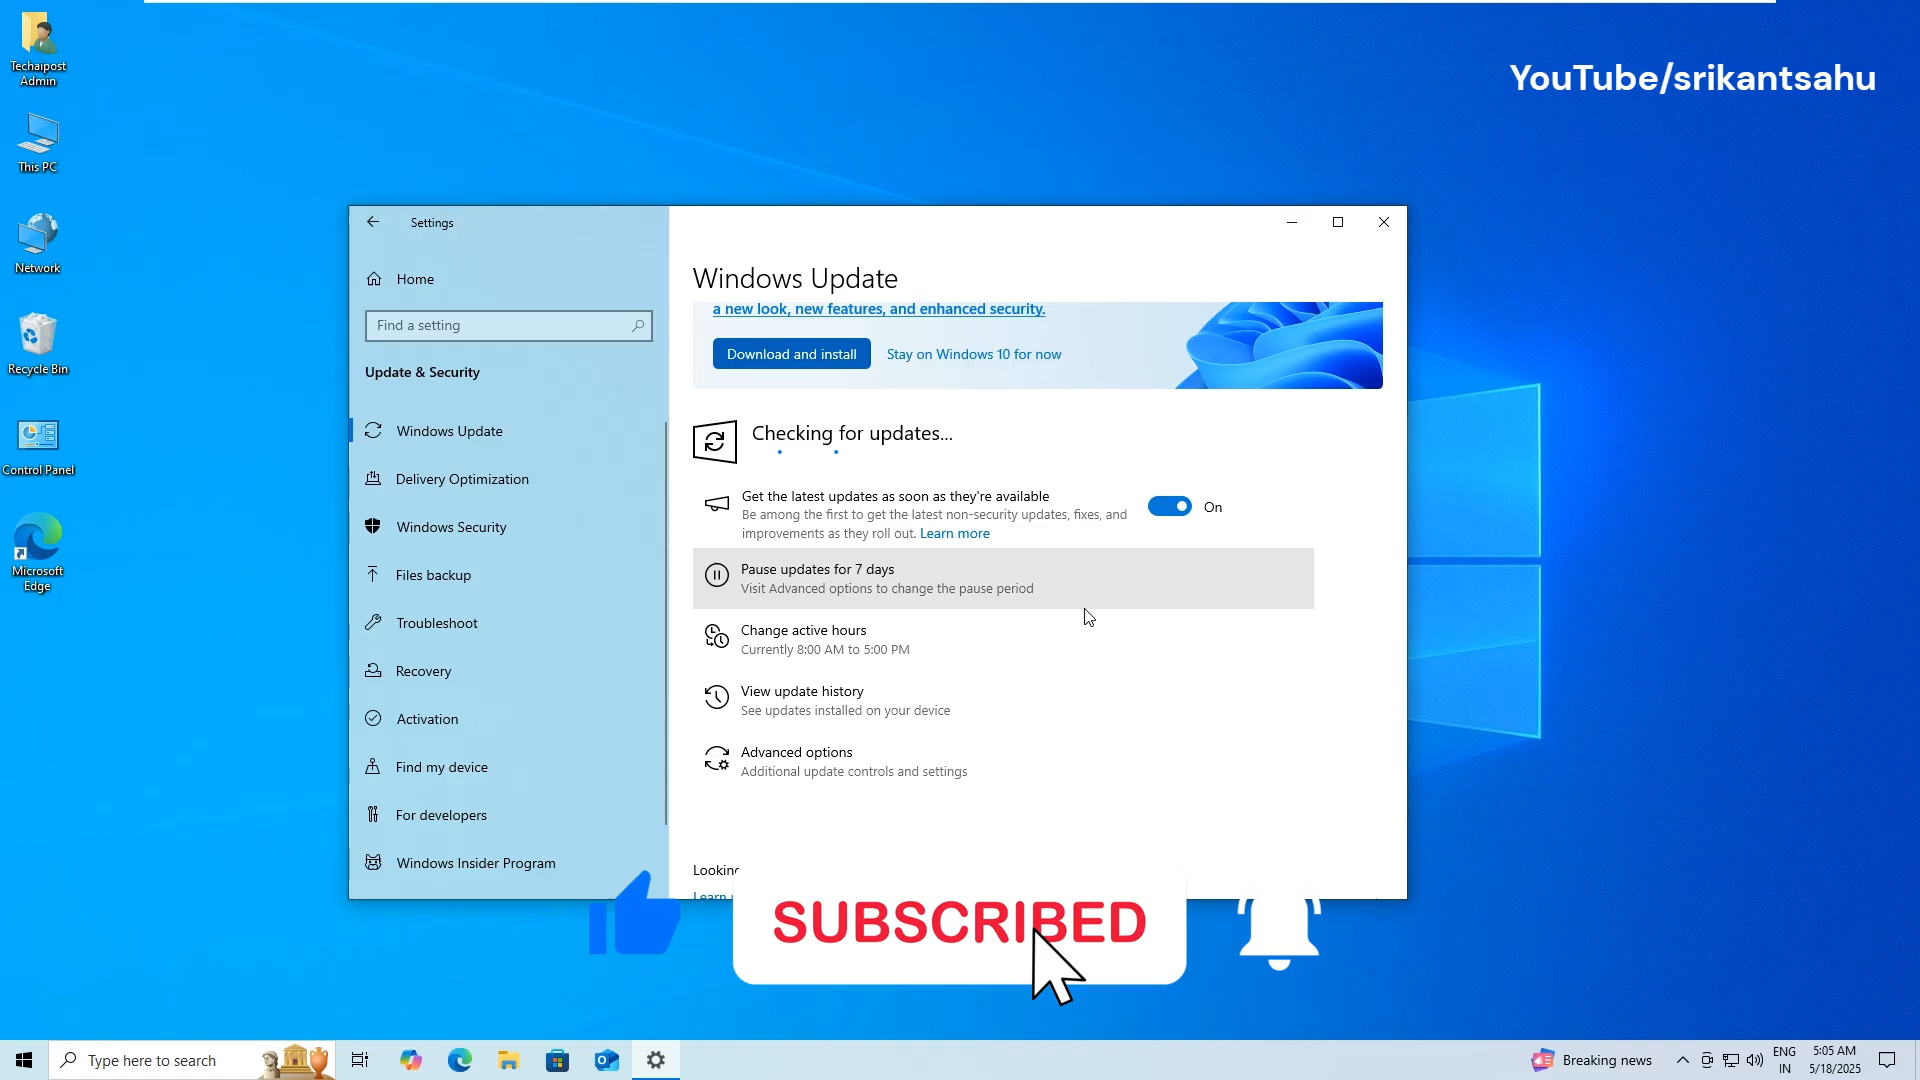 YouTube/srikantsahu
Techaipost
Admin
This PC
Network
Recycle Bin
Control Panel
Microsoft
Edge
Settings
Home
Find a setting
Update & Security
Windows Update
Delivery Optimization
Windows Security
Files backup
Troubleshoot
Recovery
Activation
Find my device
For developers
Windows Insider Program
Windows Update
a new look, new features, and enhanced security.
Download and install
Stay on Windows 10 for now
Checking for updates...
Get the latest updates as soon as they're available
Be among the first to get the latest non-security updates, fixes, and
improvements as they roll out. Learn more
On
Pause updates for 7 days
Visit Advanced options to change the pause period
Change active hours
Currently 8:00 AM to 5:00 PM
View update history
See updates installed on your device
Advanced options
Additional update controls and settings
Looking
Learn
SUBSCRIBED
Type here to search
Breaking news
ENG
IN
5:05 AM
5/18/2025